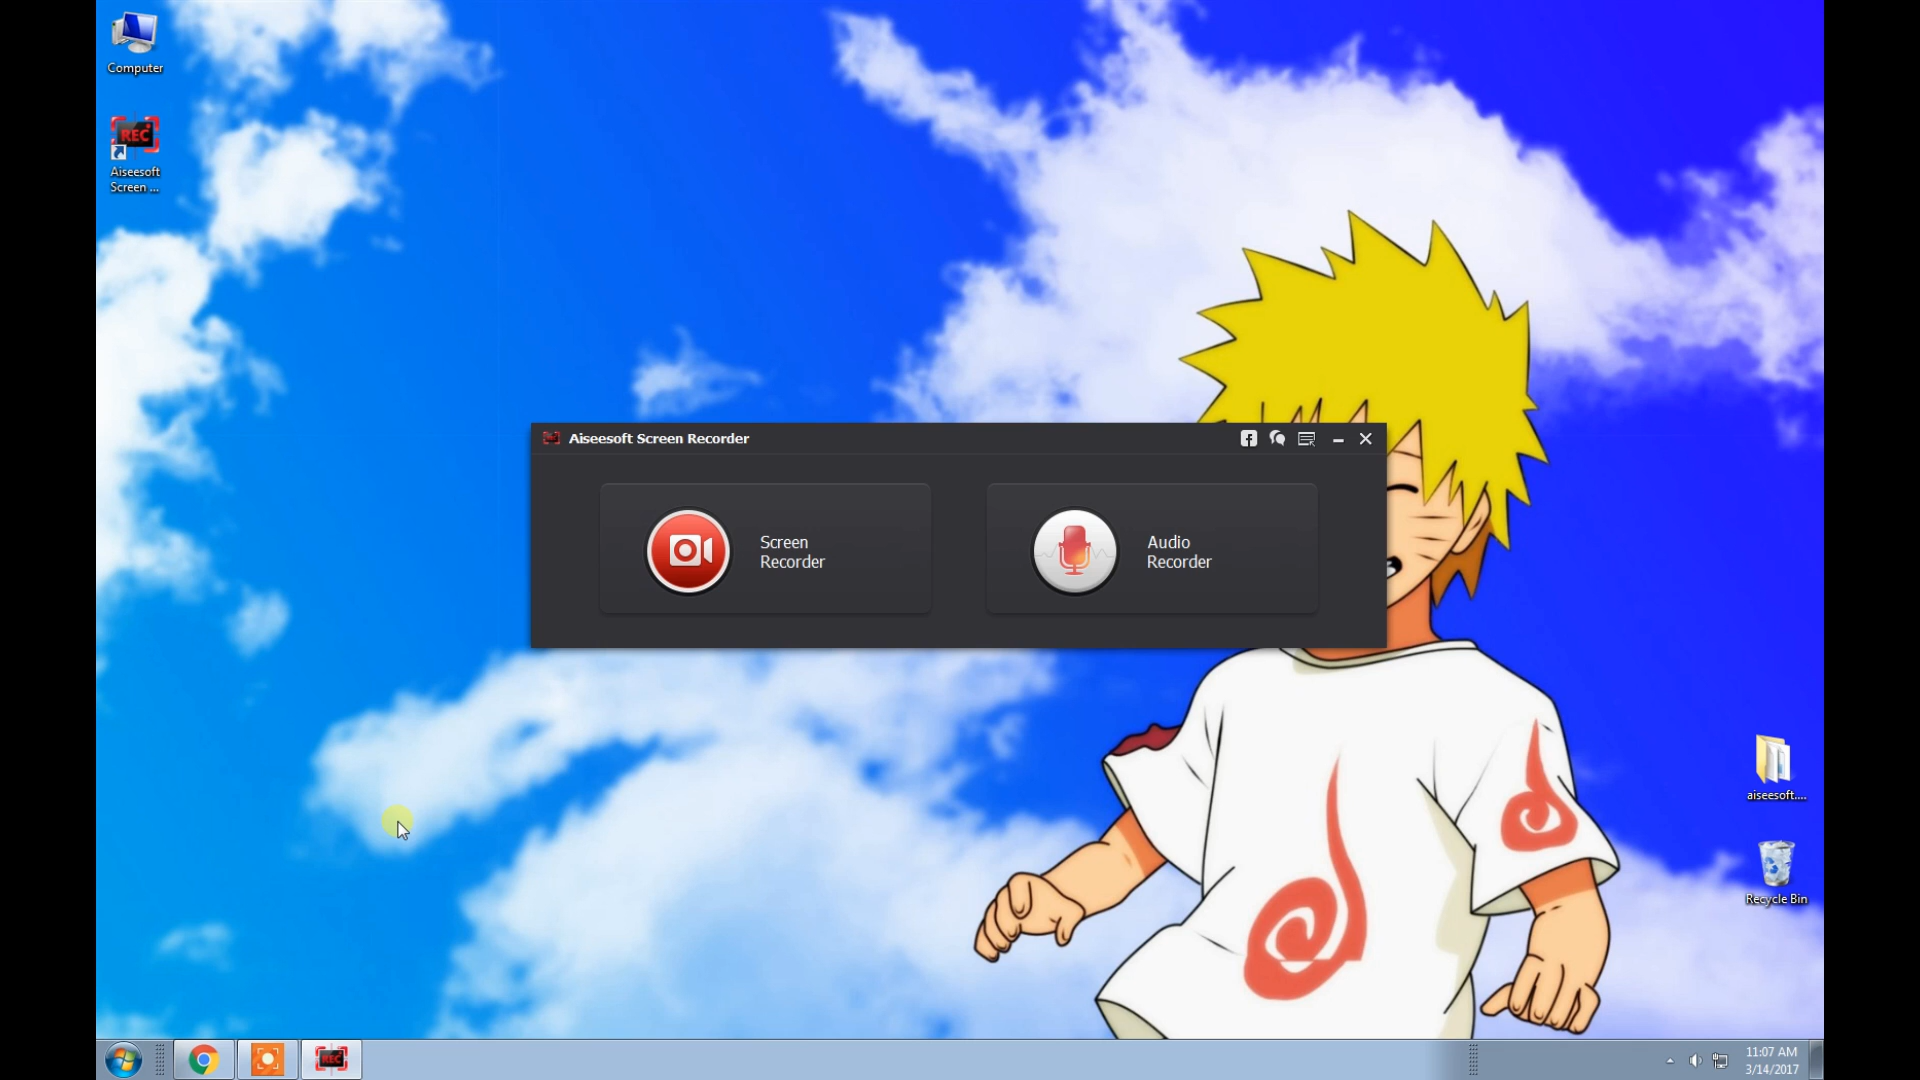 Computer
REC
Aiseesoft
Screen ...
Aiseesoft Screen Recorder
Screen
Recorder
Audio
Recorder
aiseesoft....
Recycle Bin
REC
11:07 AM
3/14/2017